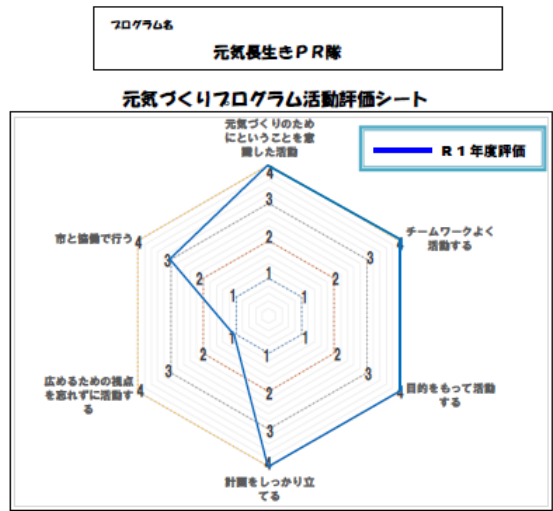 プログラム名
元気長生きPR隊
元気づくりプログラム活動評価シート
元気づくりのため
にということを意
識した活動
R1年度評価
チームワークよく
活動する
目的をもって活動
する
計画をしっかり立
てる
広めるための視点
を忘れずに活動す
る
市と協働で行う
4
3
2
1
4
3
2
1
4
3
2
1
4
3
2
1
4
3
2
1
4
3
2
1